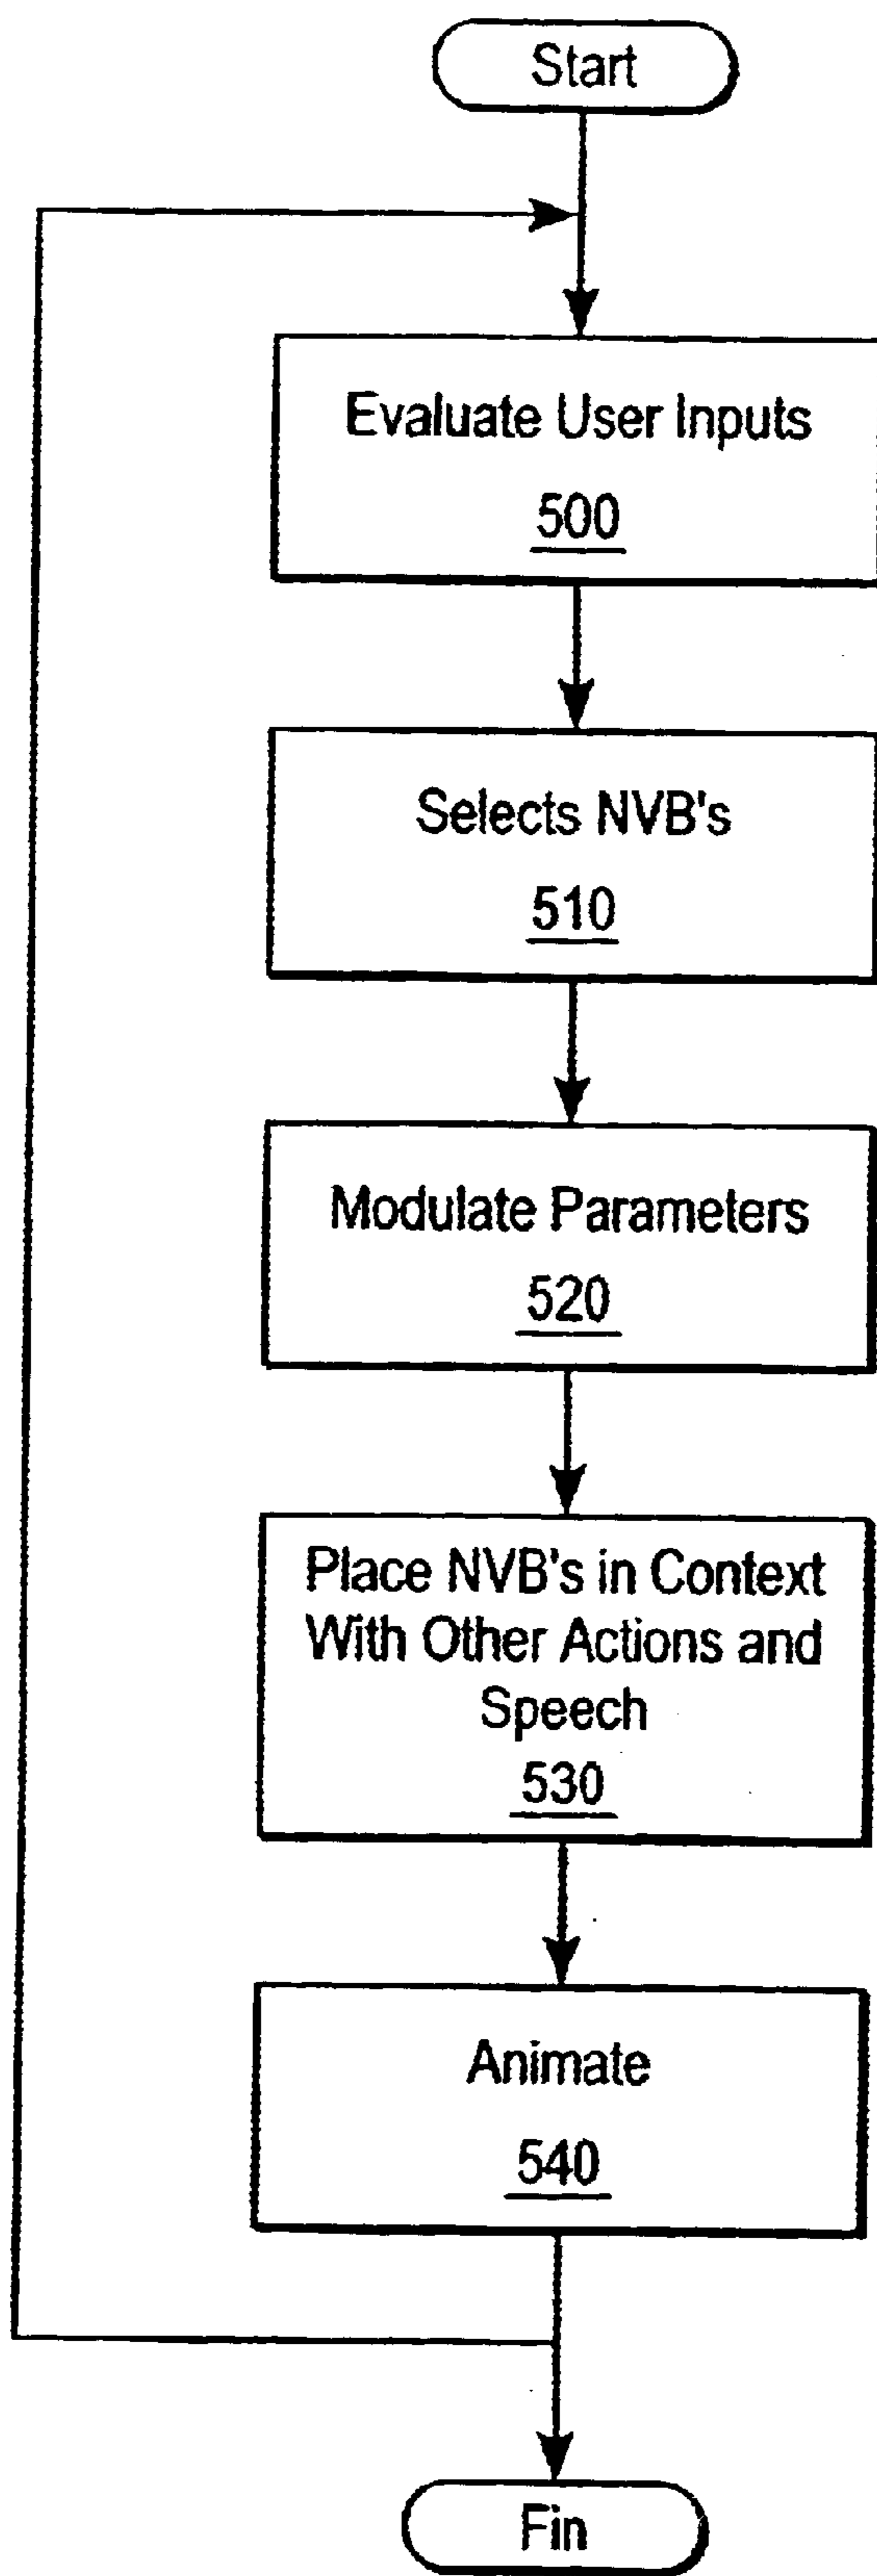 Start
Evaluate User Inputs
500
Selects NVB's
510
Modulate Parameters
520
Place NVB's in Context
With Other Actions and
Speech
530
Animate
540
Fin